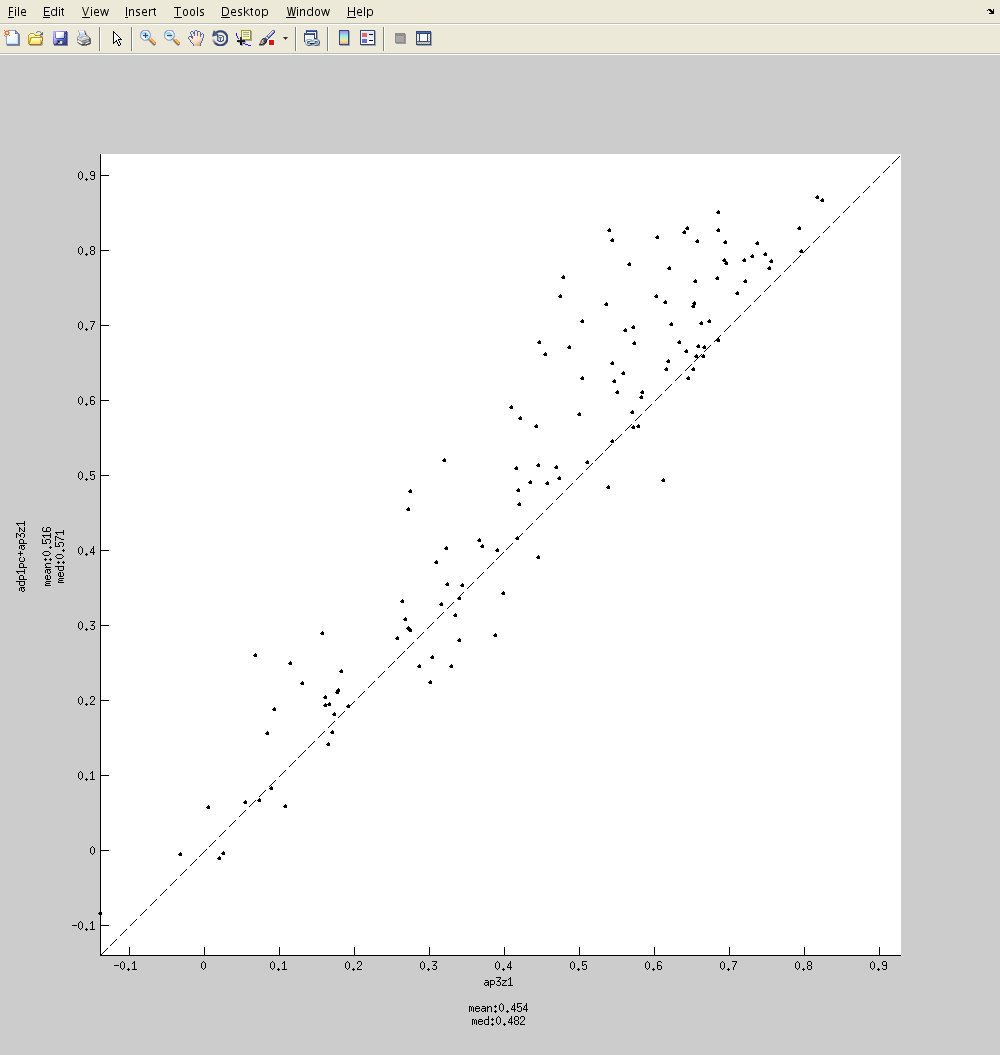 File Edit View Insert Tools Desktop Window Help
0.9
0.8
0.7
0.6
0.5
0.4
0.3
0.2
0.1
0
-0.1
adp1pc+ap3z1
mean:0.516
med:0.571
-0.1 0 0.1 0.2 0.3 0.4 0.5 0.6 0.7 0.8 0.9
ap3z1
mean:0.454
med:0.482